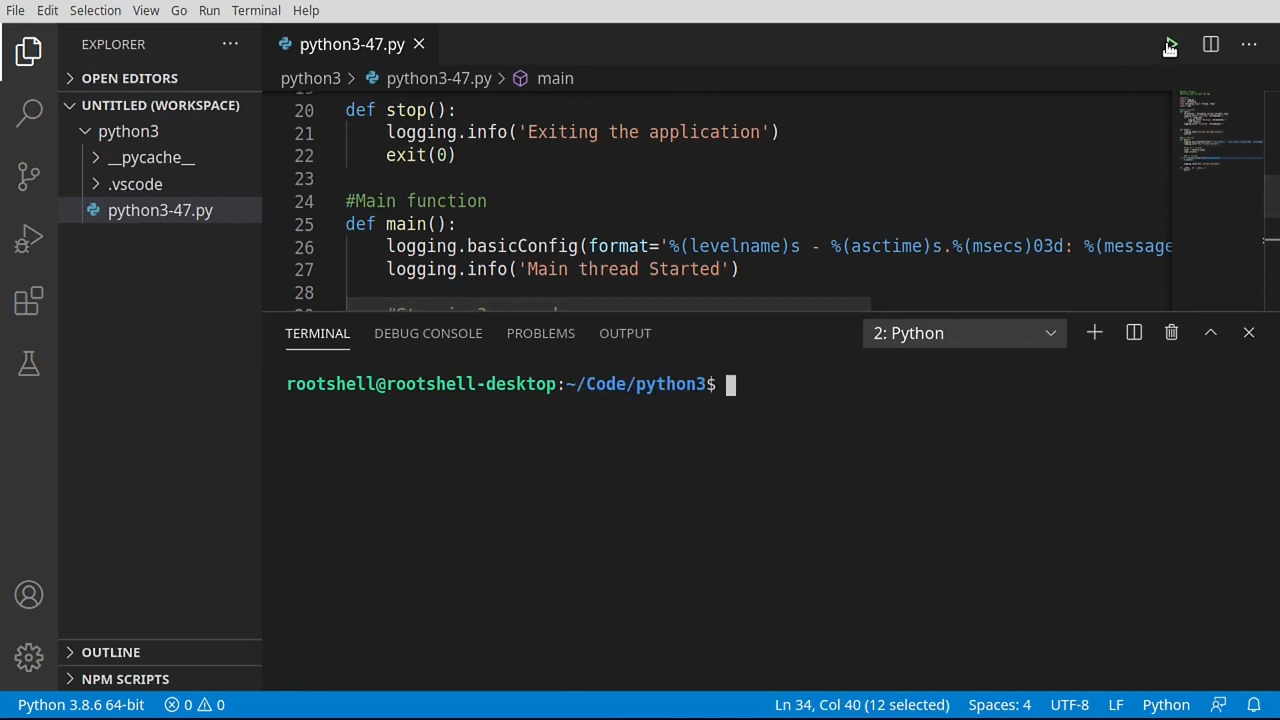 File Edit Selection View Go Run Terminal Help
EXPLORER
python3-47.py
OPEN EDITORS
UNTITLED (WORKSPACE)
python3
__pycache__
.vscode
python3-47.py
OUTLINE
NPM SCRIPTS
python3 > python3-47.py > main
20 def stop():
21 logging.info('Exiting the application')
22 exit(0)
23
24 #Main function
25 def main():
26 logging.basicConfig(format='%(levelname)s - %(asctime)s.%(msecs)03d: %(message
27 logging.info('Main thread Started')
28
TERMINAL DEBUG CONSOLE PROBLEMS OUTPUT 2: Python
rootshell@rootshell-desktop:~/Code/python3$
Python 3.8.6 64-bit 0 0 Ln 34, Col 40 (12 selected) Spaces: 4 UTF-8 LF Python